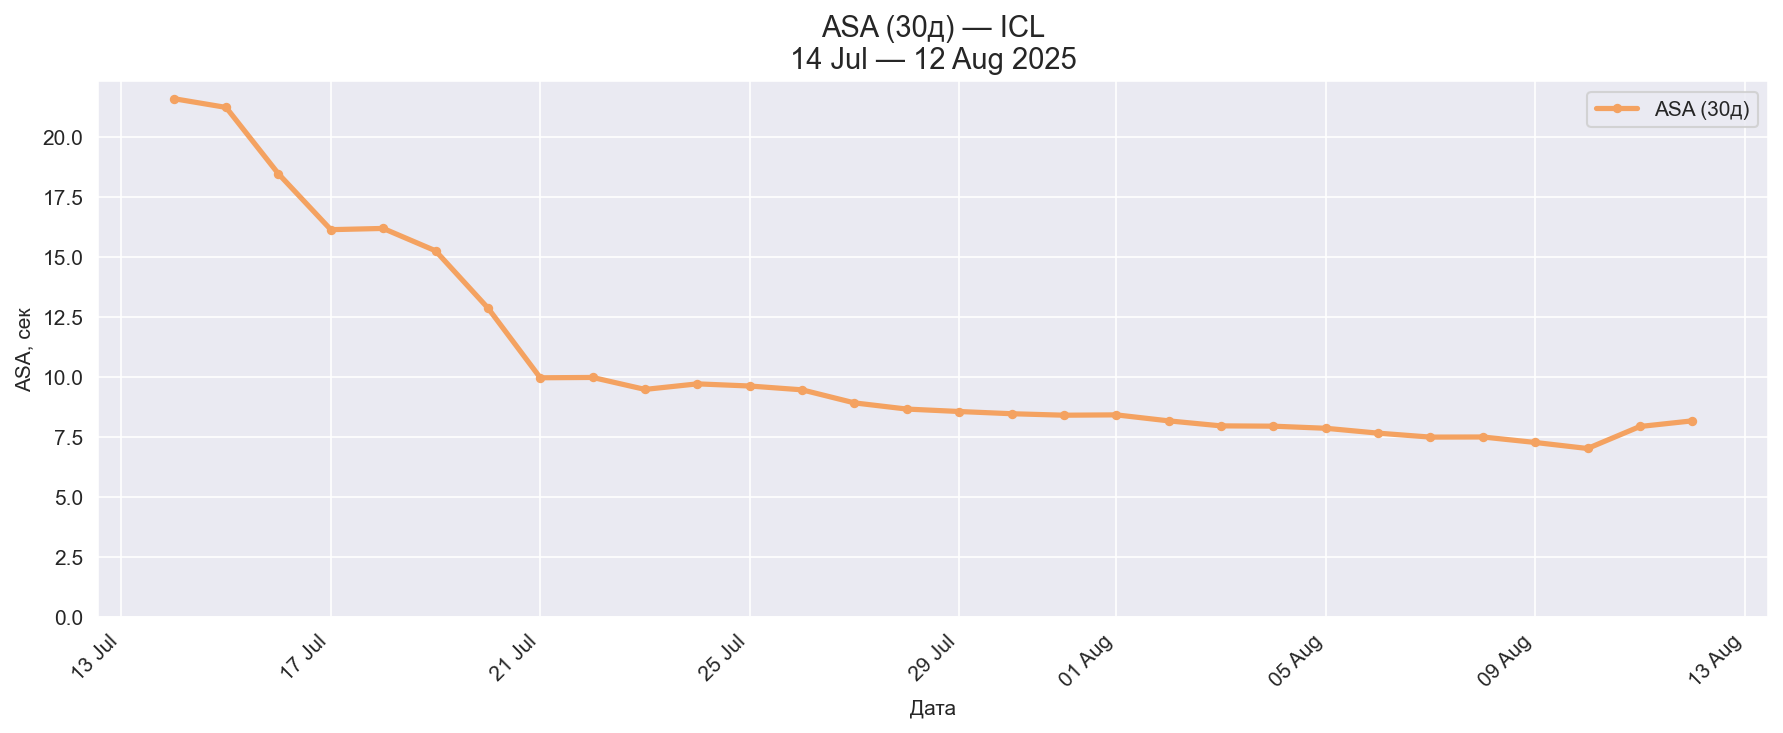 ASA (30д) — ICL
14 Jul — 12 Aug 2025
ASA (30д)
ASA, сек
20.0
17.5
15.0
12.5
10.0
7.5
5.0
2.5
0.0
13 Jul
17 Jul
21 Jul
25 Jul
29 Jul
01 Aug
05 Aug
09 Aug
13 Aug
Дата